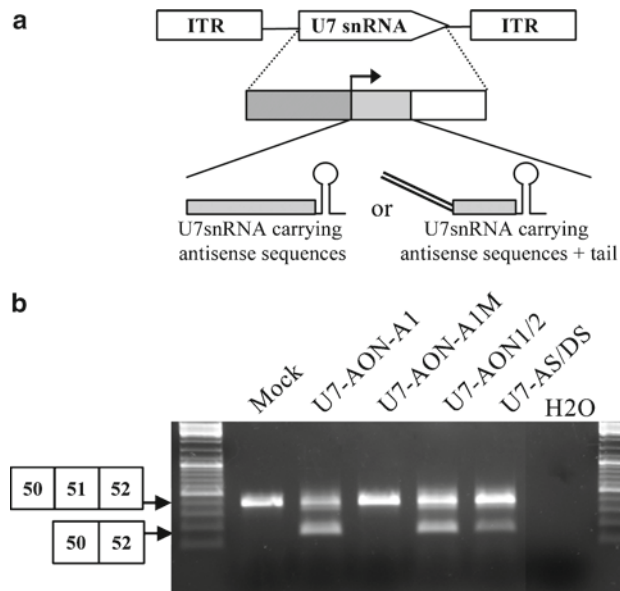 a
ITR U7 snRNA ITR
U7snRNA carrying
antisense sequences
or
U7snRNA carrying
antisense sequences + tail
b
Mock U7-AON-A1 U7-AON-A1M U7-AON1/2 U7-AS/DS H2O
50 51 52
50 52